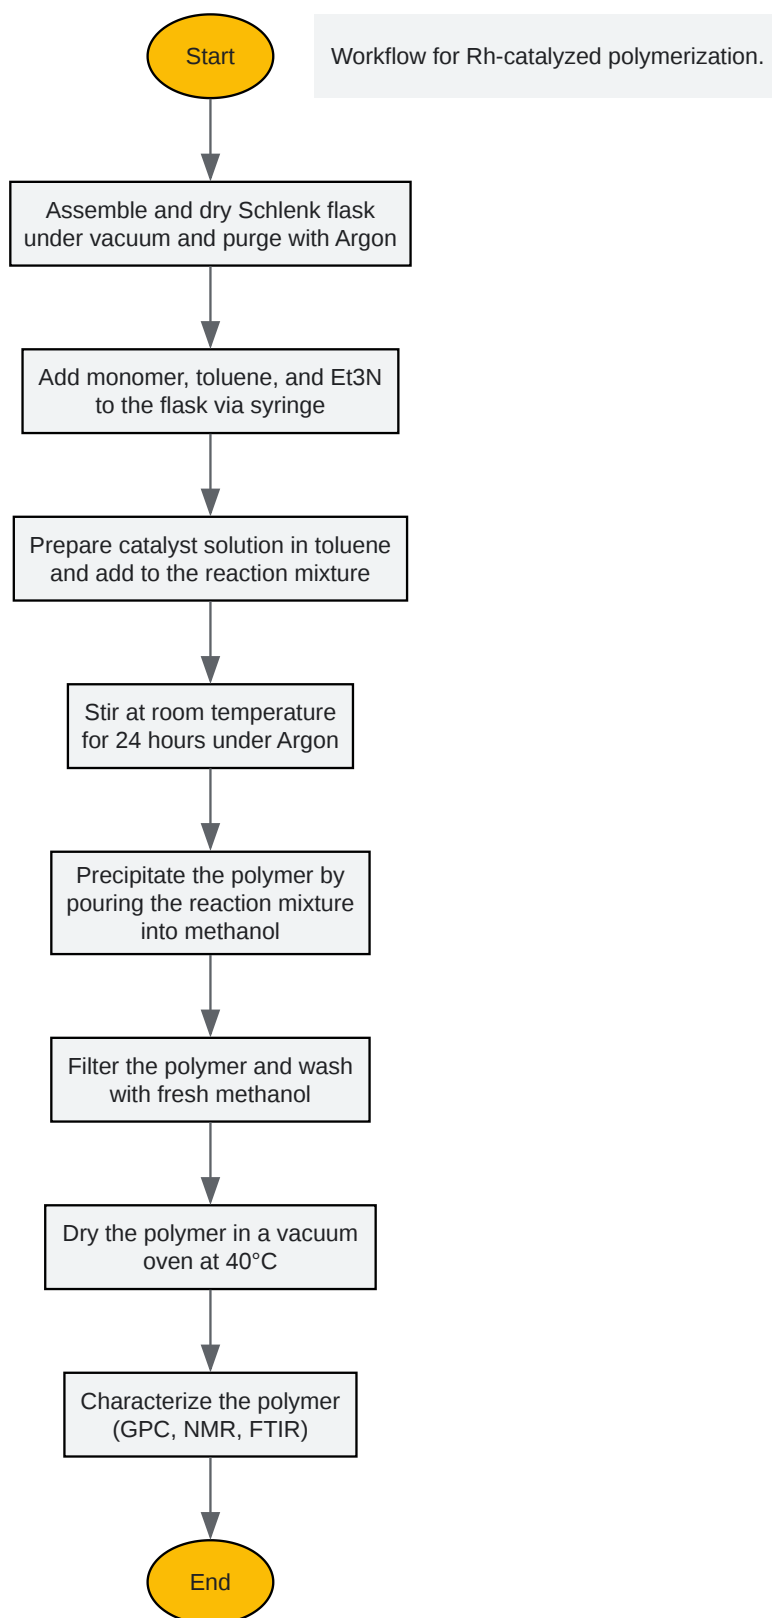 Start
Workflow for Rh-catalyzed polymerization.
Assemble and dry Schlenk flask
under vacuum and purge with Argon
Add monomer, toluene, and Et3N
to the flask via syringe
Prepare catalyst solution in toluene
and add to the reaction mixture
Stir at room temperature
for 24 hours under Argon
Precipitate the polymer by
pouring the reaction mixture
into methanol
Filter the polymer and wash
with fresh methanol
Dry the polymer in a vacuum
oven at 40°C
Characterize the polymer
(GPC, NMR, FTIR)
End